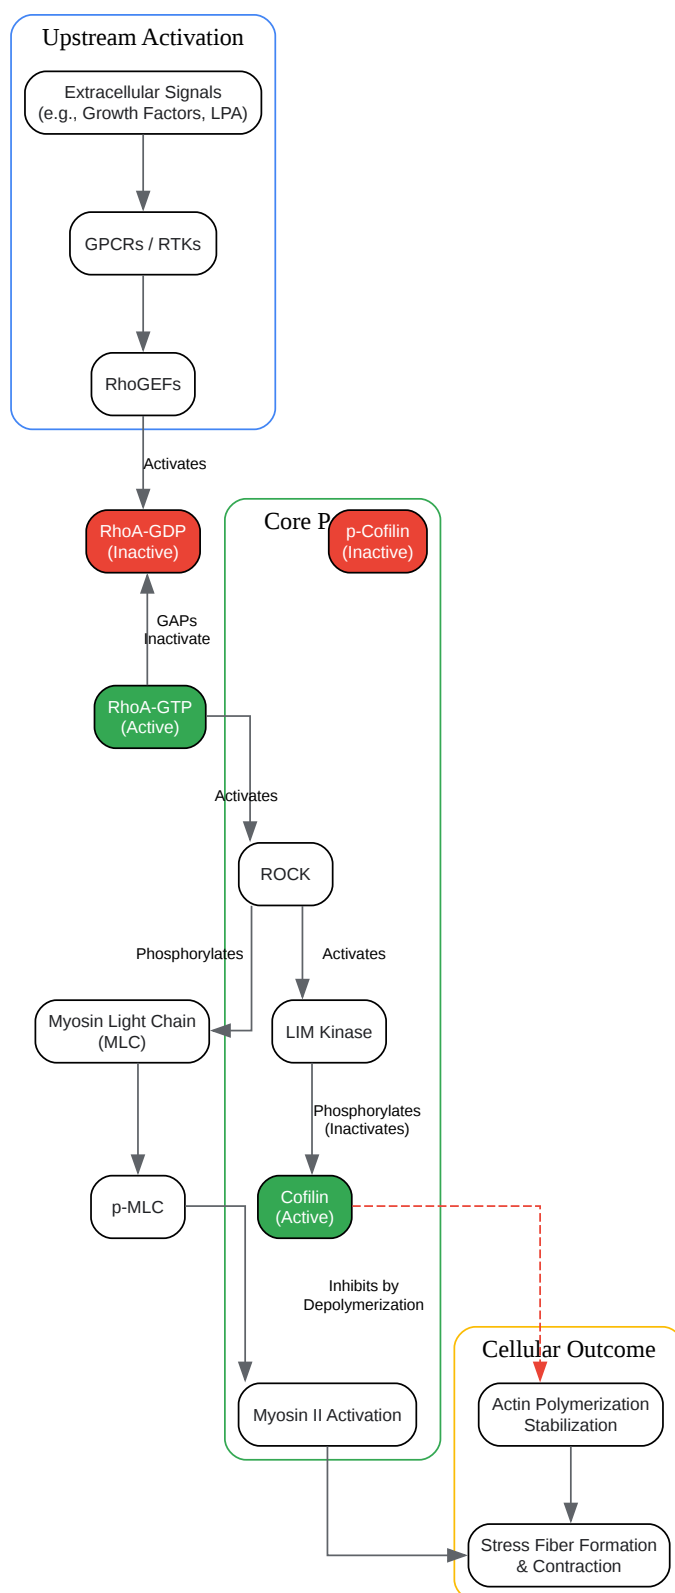 Upstream Activation
Extracellular Signals
(e.g., Growth Factors, LPA)
GPCRs / RTKs
RhoGEFs
Activates
RhoA-GDP
(Inactive)
Core P
p-Cofilin
(Inactive)
GAPs
Inactivate
RhoA-GTP
(Active)
Activates
ROCK
Phosphorylates
Activates
Myosin Light Chain
(MLC)
LIM Kinase
Phosphorylates
(Inactivates)
p-MLC
Cofilin
(Active)
Inhibits by
Depolymerization
Cellular Outcome
Myosin II Activation
Actin Polymerization
Stabilization
Stress Fiber Formation
& Contraction